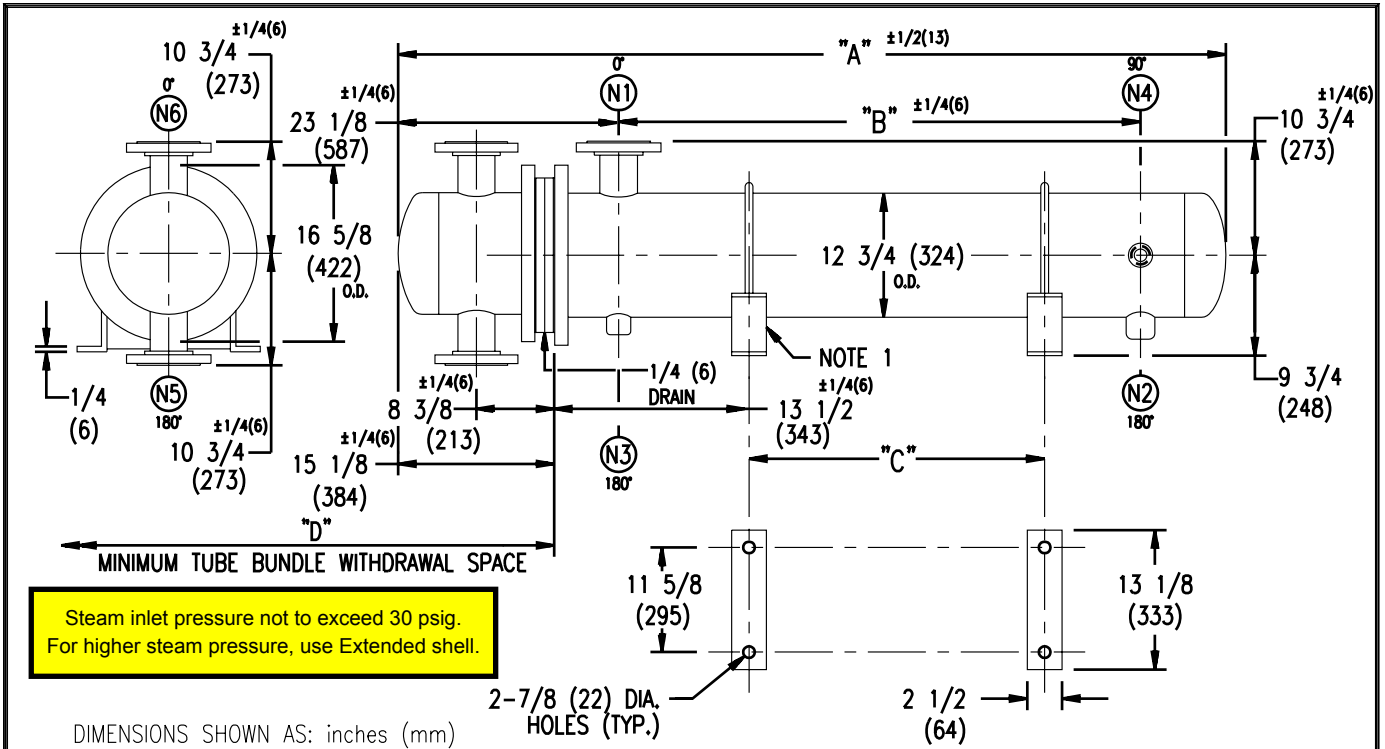 ±1/4(6)
10 3/4
(273)
0°
N6
16 5/8
(422)
O.D.
1/4
(6)
N5
180°
±1/4(6)
10 3/4
(273)
"A" ±1/2(13)
±1/4(6)
23 1/8
(587)
0°
N1
"B" ±1/4(6)
90°
N4
±1/4(6)
10 3/4
(273)
12 3/4 (324)
O.D.
NOTE 1
1/4 (6)
DRAIN
±1/4(6)
8 3/8
(213)
±1/4(6)
13 1/2
(343)
9 3/4
(248)
N2
180°
±1/4(6)
15 1/8
(384)
N3
180°
"C"
"D"
MINIMUM TUBE BUNDLE WITHDRAWAL SPACE
11 5/8
(295)
13 1/8
(333)
Steam inlet pressure not to exceed 30 psig.
For higher steam pressure, use Extended shell.
2-7/8 (22) DIA.
HOLES (TYP.)
2 1/2
(64)
DIMENSIONS SHOWN AS: inches (mm)